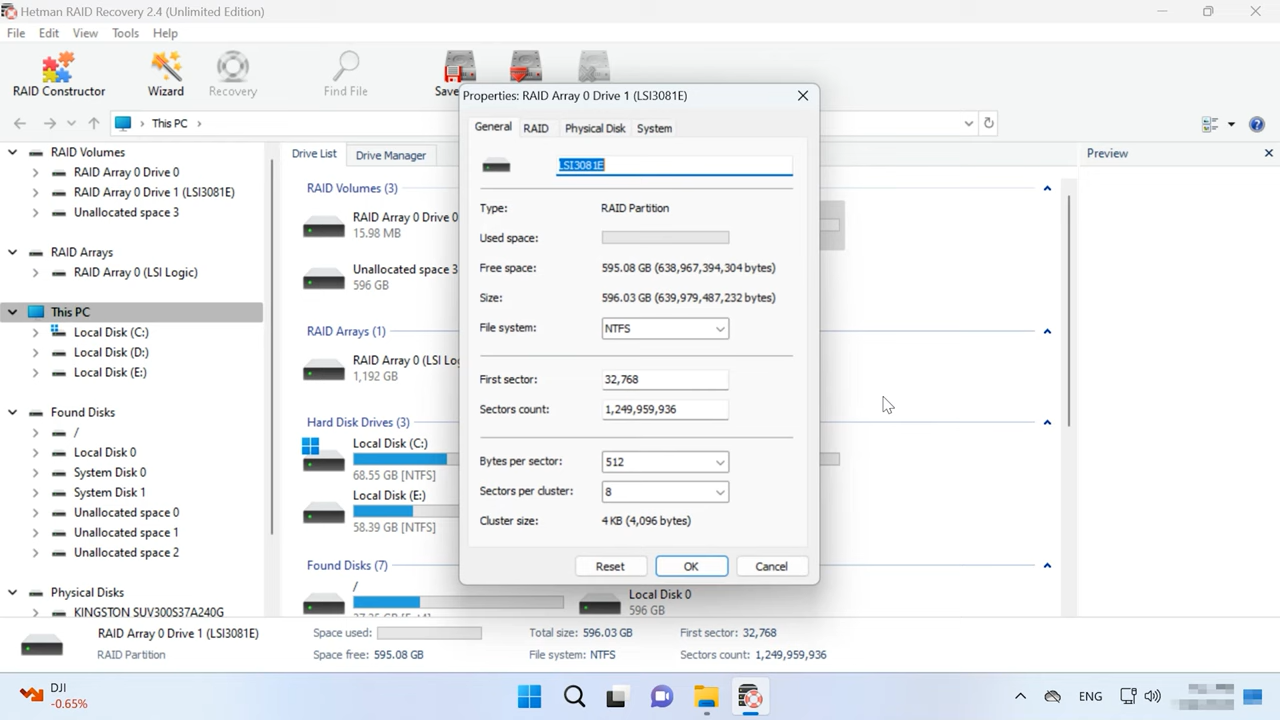 Hetman RAID Recovery 2.4 (Unlimited Edition)
File Edit View Tools Help
RAID Constructor Wizard Recovery Find File Save
This PC
Properties: RAID Array 0 Drive 1 (LSI3081E)
General RAID Physical Disk System
LSI3081E
Type: RAID Partition
Used space:
Free space: 595.08 GB (638,967,394,304 bytes)
Size: 596.03 GB (639,979,487,232 bytes)
File system: NTFS
First sector: 32,768
Sectors count: 1,249,959,936
Bytes per sector: 512
Sectors per cluster: 8
Cluster size: 4 KB (4,096 bytes)
Reset OK Cancel
RAID Volumes
RAID Array 0 Drive 0
RAID Array 0 Drive 1 (LSI3081E)
Unallocated space 3
RAID Arrays
RAID Array 0 (LSI Logic)
This PC
Local Disk (C:)
Local Disk (D:)
Local Disk (E:)
Found Disks
/
Local Disk 0
System Disk 0
System Disk 1
Unallocated space 0
Unallocated space 1
Unallocated space 2
Physical Disks
KINGSTON SUV300S37A240G
Drive List Drive Manager
RAID Volumes (3)
RAID Array 0 Drive 0
15.98 MB
Unallocated space 3
596 GB
RAID Arrays (1)
RAID Array 0 (LSI
1,192 GB
Hard Disk Drives (3)
Local Disk (C:)
68.55 GB [NTFS]
Local Disk (E:)
58.39 GB [NTFS]
Found Disks (7)
/
Local Disk 0
596 GB
Preview
RAID Array 0 Drive 1 (LSI3081E)
RAID Partition
Space used:
Space free: 595.08 GB
Total size: 596.03 GB
File system: NTFS
First sector: 32,768
Sectors count: 1,249,959,936
DJI
-0.65%
ENG